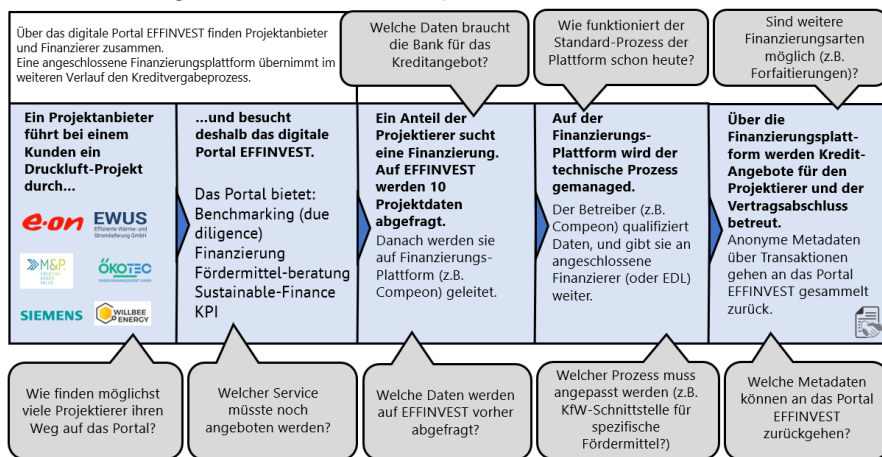 Über das digitale Portal EFFINVEST finden Projektanbieter
und Finanzierer zusammen.
Eine angeschlossene Finanzierungsplattform übernimmt im
weiteren Verlauf den Kreditvergabeprozess.
Welche Daten braucht
die Bank für das
Kreditangebot?
Wie funktioniert der
Standard-Prozess der
Plattform schon heute?
Sind weitere
Finanzierungsarten
möglich (z.B.
Forfaitierungen)?
Ein Projektanbieter
führt bei einem
Kunden ein
Druckluft-Projekt
durch...
e·on
EWUS
Effiziente Wärme- und
Stromlieferung GmbH
M&P
CREATING
ADDED
VALUE
ÖKOTEC
ENERGIEMANAGEMENT GMBH
SIEMENS
WILLBEE
ENERGY
...und besucht
deshalb das digitale
Portal EFFINVEST.
Das Portal bietet:
Benchmarking (due
diligence)
Finanzierung
Fördermittel-beratung
Sustainable-Finance
KPI
Ein Anteil der
Projektierer sucht
eine Finanzierung.
Auf EFFINVEST
werden 10
Projektdaten
abgefragt.
Danach werden sie
auf Finanzierungs-
Plattform (z.B.
Compeon) geleitet.
Auf der
Finanzierungs-
Plattform wird der
technische Prozess
gemanaged.
Der Betreiber (z.B.
Compeon) qualifiziert
Daten, und gibt sie an
angeschlossene
Finanzierer (oder EDL)
weiter.
Über die
Finanzierungsplatt-
form werden Kredit-
Angebote für den
Projektierer und der
Vertragsabschluss
betreut.
Anonyme Metadaten
über Transaktionen
gehen an das Portal
EFFINVEST gesammelt
zurück.
Wie finden möglichst
viele Projektierer ihren
Weg auf das Portal?
Welcher Service
müsste noch
angeboten werden?
Welche Daten werden
auf EFFINVEST vorher
abgefragt?
Welcher Prozess muss
angepasst werden (z.B.
KfW-Schnittstelle für
spezifische
Fördermittel?)
Welche Metadaten
können an das Portal
EFFINVEST
zurückgehen?